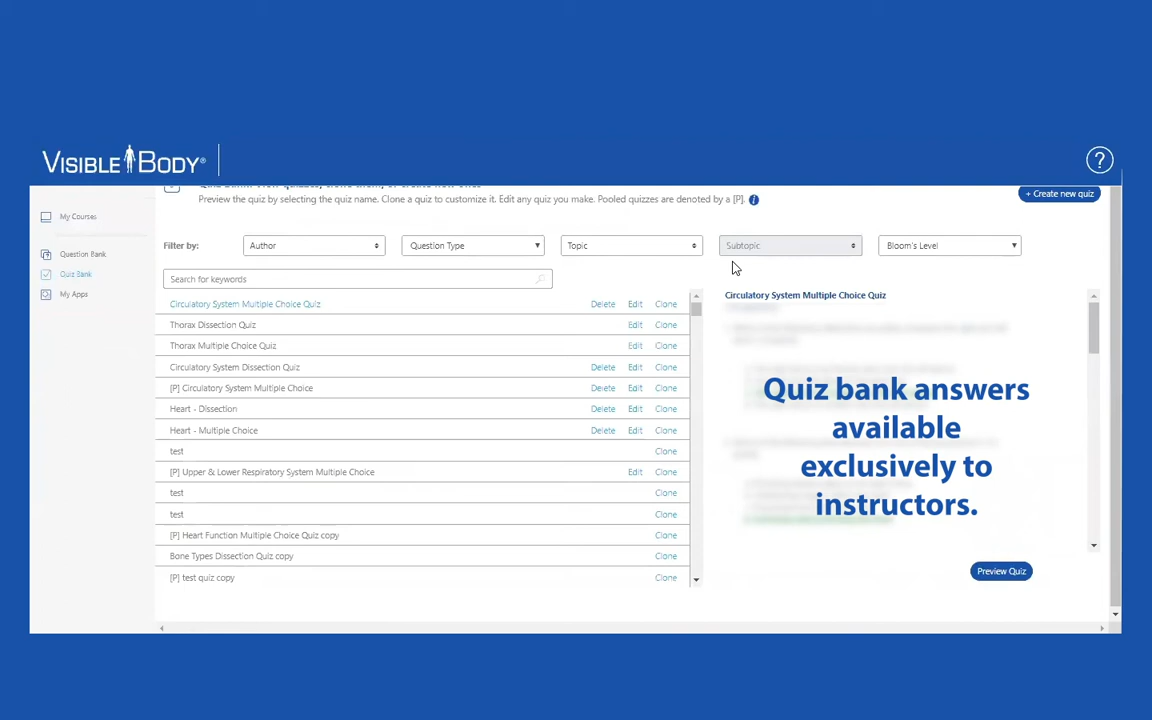 VISIBLE BODY®
?
Preview the quiz by selecting the quiz name. Clone a quiz to customize it. Edit any quiz you make. Pooled quizzes are denoted by a [P]. i
+ Create new quiz
My Courses
Question Bank
Quiz Bank
My Apps
Filter by: Author Question Type Topic Subtopic Bloom's Level
Search for keywords
Circulatory System Multiple Choice Quiz Delete Edit Clone
Thorax Dissection Quiz Edit Clone
Thorax Multiple Choice Quiz Edit Clone
Circulatory System Dissection Quiz Delete Edit Clone
[P] Circulatory System Multiple Choice Delete Edit Clone
Heart - Dissection Delete Edit Clone
Heart - Multiple Choice Delete Edit Clone
test Clone
[P] Upper & Lower Respiratory System Multiple Choice Edit Clone
test Clone
test Clone
[P] Heart Function Multiple Choice Quiz copy Clone
Bone Types Dissection Quiz copy Clone
[P] test quiz copy Clone
Circulatory System Multiple Choice Quiz
Quiz bank answers
available
exclusively to
instructors.
Preview Quiz